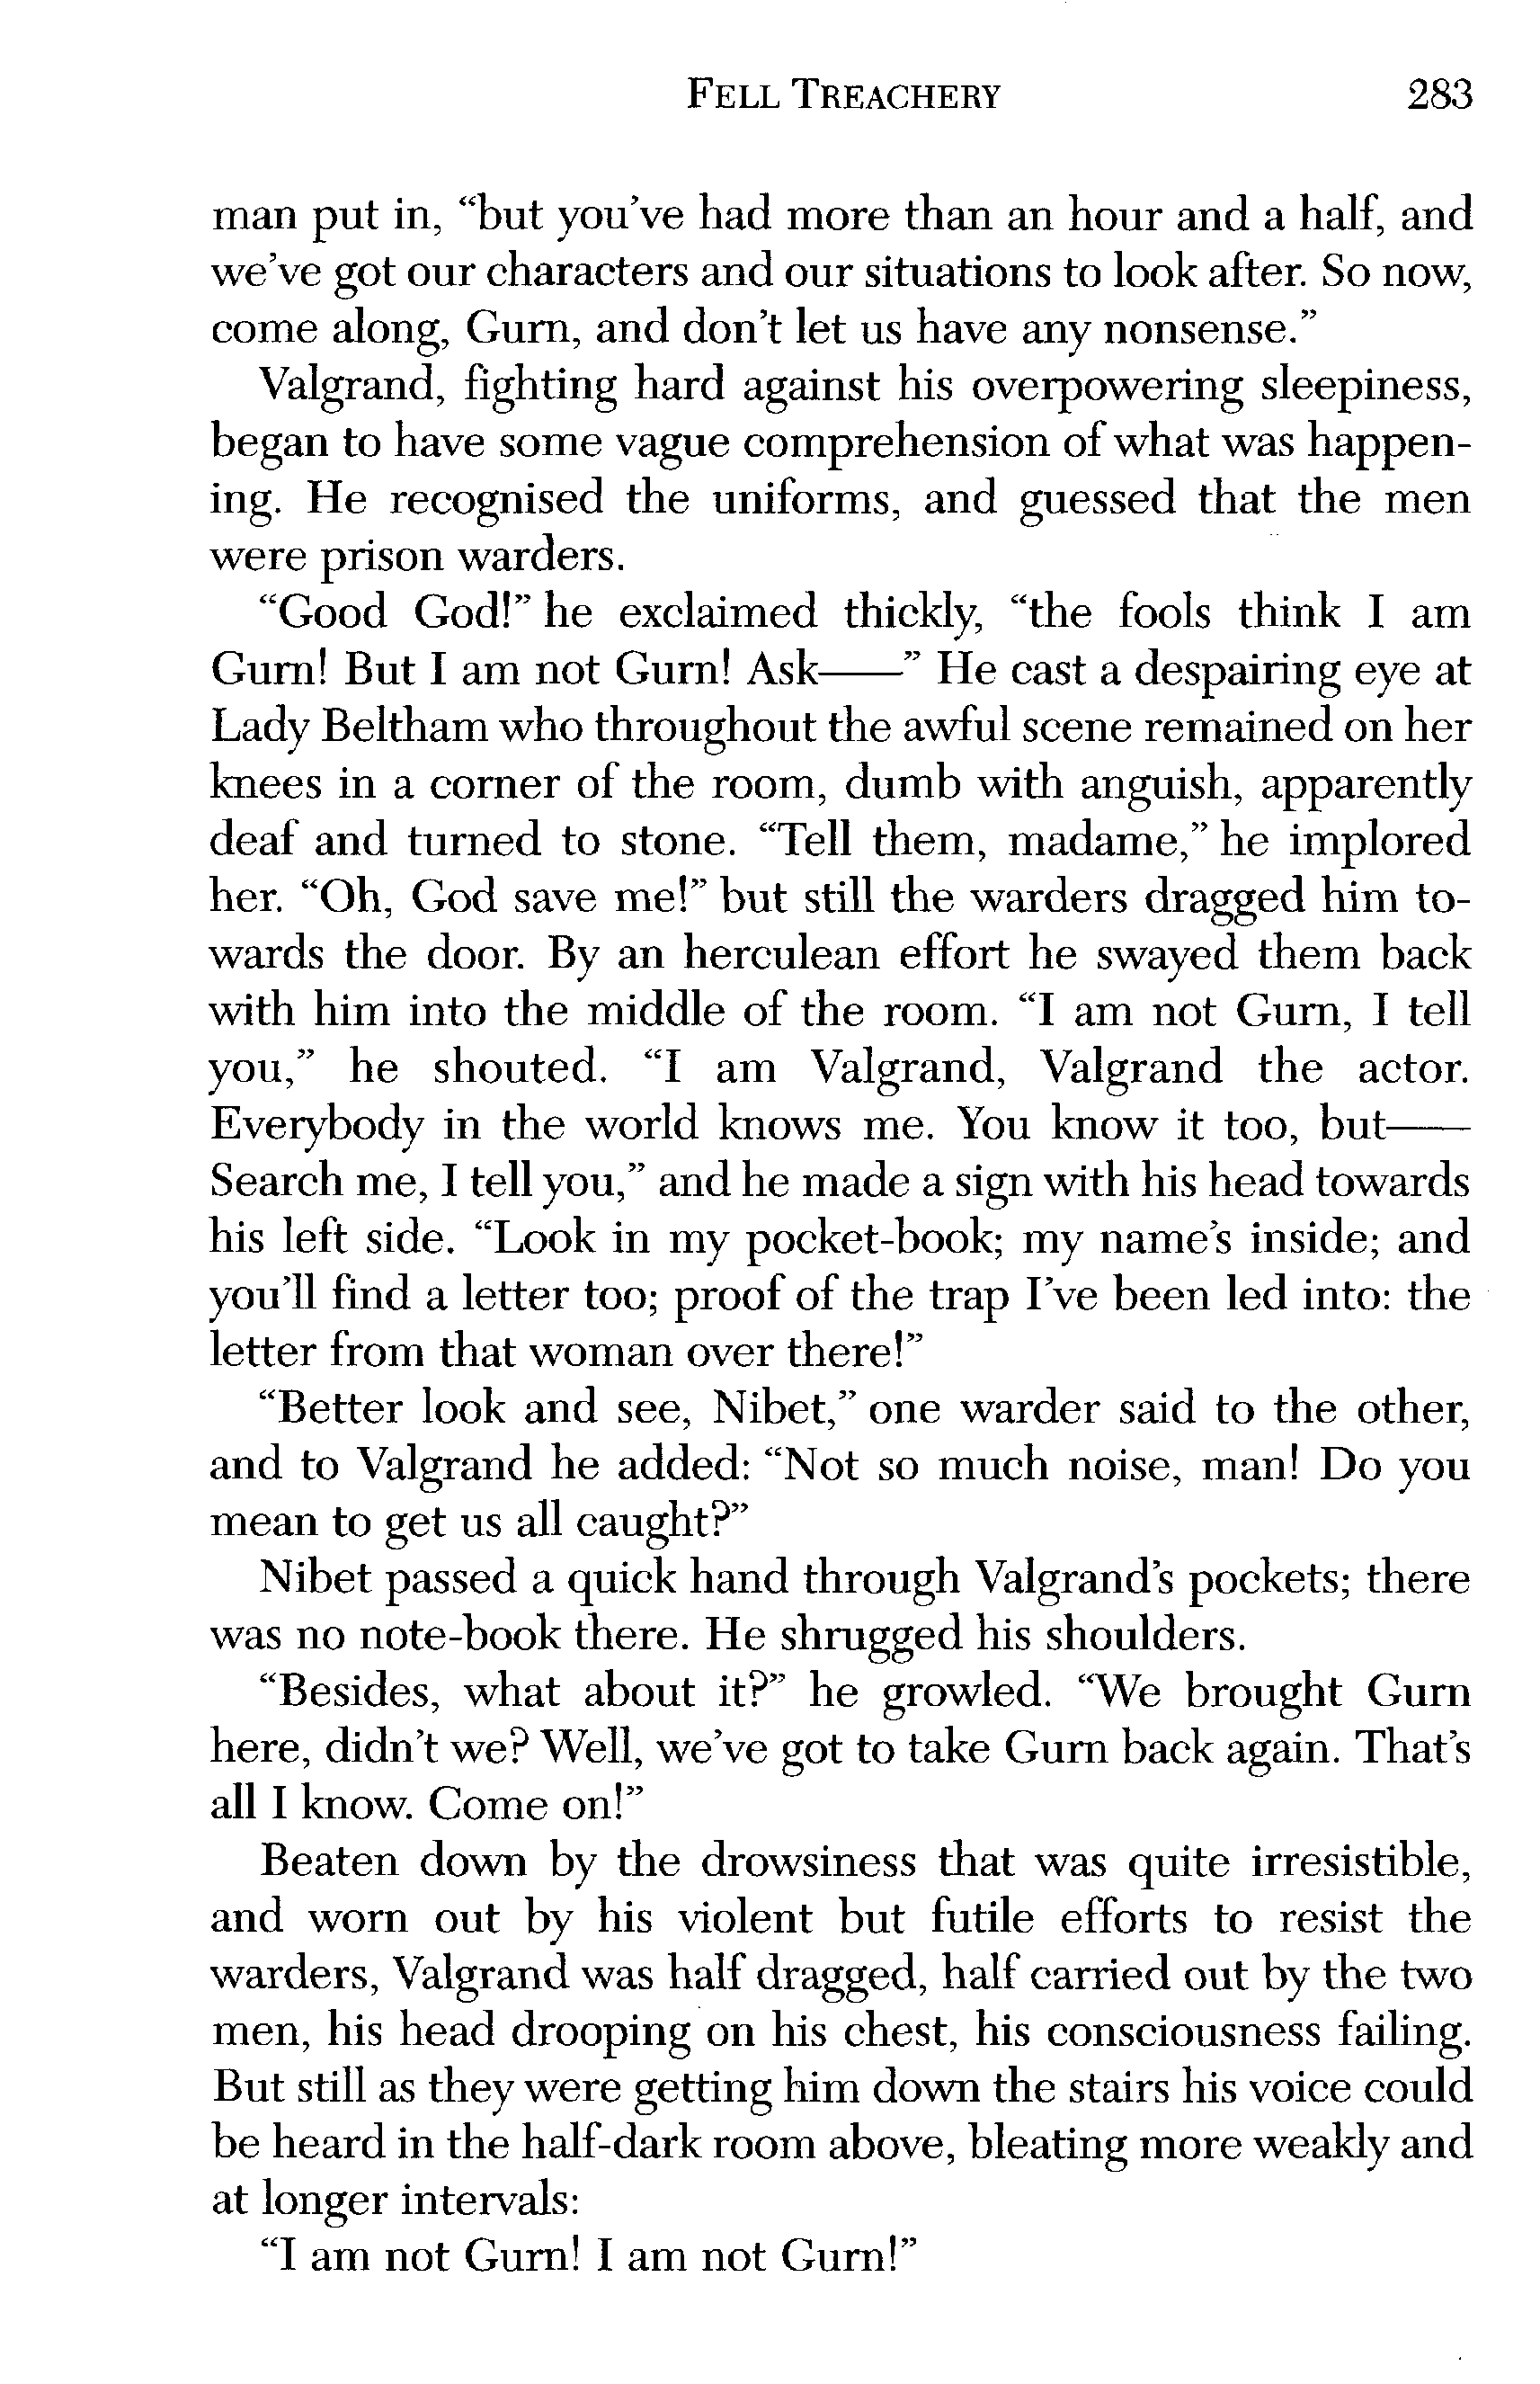 FELL TREACHERY 283
man put in, “but you’ve had more than an hour and a half, and
we’ve got our characters and our situations to look after. So now,
come along, Gurn, and don’t let us have any nonsense.”
Valgrand, fighting hard against his overpowering sleepiness,
began to have some vague comprehension of what was happen-
ing. He recognised the uniforms, and guessed that the men
were prison warders.
“Good God!” he exclaimed thickly, “the fools think I am
Gurn! But I am not Gurn! Ask——” He cast a despairing eye at
Lady Beltham who throughout the awful scene remained on her
knees in a corner of the room, dumb with anguish, apparently
deaf and turned to stone. “Tell them, madame,” he implored
her. “Oh, God save me!” but still the warders dragged him to-
wards the door. By an herculean effort he swayed them back
with him into the middle of the room. “I am not Gurn, I tell
you,” he shouted. “I am Valgrand, Valgrand the actor.
Everybody in the world knows me. You know it too, but——
Search me, I tell you,” and he made a sign with his head towards
his left side. “Look in my pocket-book; my name’s inside; and
you’ll find a letter too; proof of the trap I’ve been led into: the
letter from that woman over there!”
“Better look and see, Nibet,” one warder said to the other,
and to Valgrand he added: “Not so much noise, man! Do you
mean to get us all caught?”
Nibet passed a quick hand through Valgrand’s pockets; there
was no note-book there. He shrugged his shoulders.
“Besides, what about it?” he growled. “We brought Gurn
here, didn’t we? Well, we’ve got to take Gurn back again. That’s
all I know. Come on!”
Beaten down by the drowsiness that was quite irresistible,
and worn out by his violent but futile efforts to resist the
warders, Valgrand was half dragged, half carried out by the two
men, his head drooping on his chest, his consciousness failing.
But still as they were getting him down the stairs his voice could
be heard in the half-dark room above, bleating more weakly and
at longer intervals:
“I am not Gurn! I am not Gurn!”